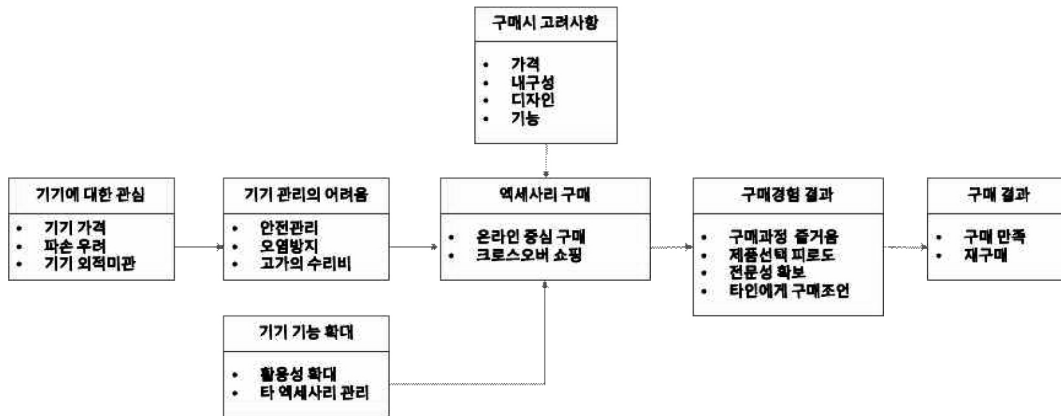 구매시 고려사항
• 가격
• 내구성
• 디자인
• 기능
기기에 대한 관심
• 기기 가격
• 파손 우려
• 기기 외적미관
기기 관리의 어려움
• 안전관리
• 오염방지
• 고가의 수리비
엑세사리 구매
• 온라인 중심 구매
• 크로스오버 쇼핑
구매경험 결과
• 구매과정 즐거움
• 제품선택 피로도
• 전문성 확보
• 타인에게 구매조언
구매 결과
• 구매 만족
• 재구매
기기 기능 확대
• 활용성 확대
• 타 엑세사리 관리